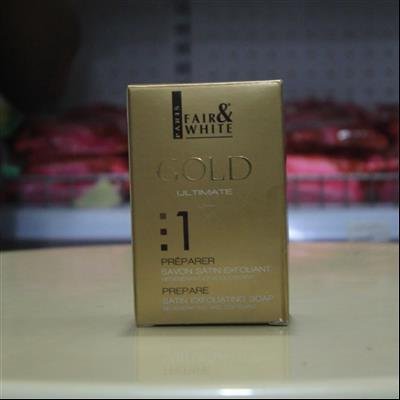 PARIS
FAIR&
WHITE
GOLD
ULTIMATE
:1
PRÉPARER
SAVON SATIN EXFOLIANT
PREPARE
SATIN EXFOLIATING SOAP